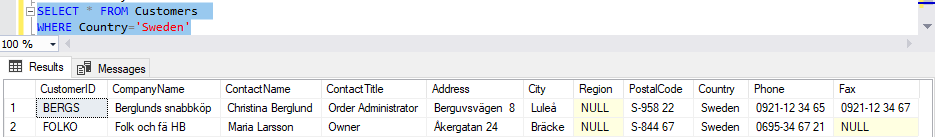 SELECT * FROM Customers
WHERE Country='Sweden'
100 %
Results Messages
CustomerID CompanyName ContactName ContactTitle Address City Region PostalCode Country Phone Fax
1 BERGS Berglunds snabbköp Christina Berglund Order Administrator Berguvsvägen 8 Luleå NULL S-958 22 Sweden 0921-12 34 65 0921-12 34 67
2 FOLKO Folk och fä HB Maria Larsson Owner Åkergatan 24 Bräcke NULL S-844 67 Sweden 0695-34 67 21 NULL